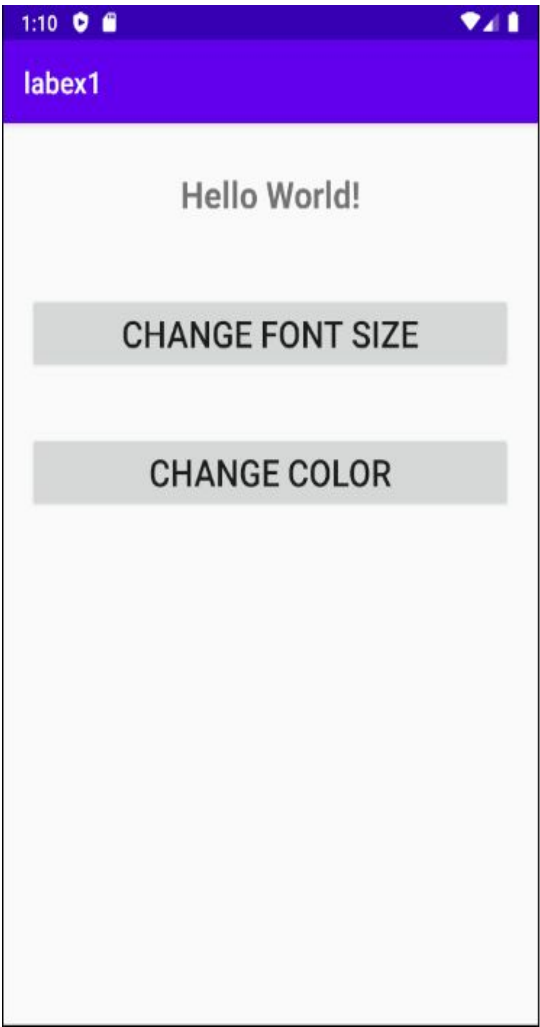 1:10
labex1
Hello World!
CHANGE FONT SIZE
CHANGE COLOR